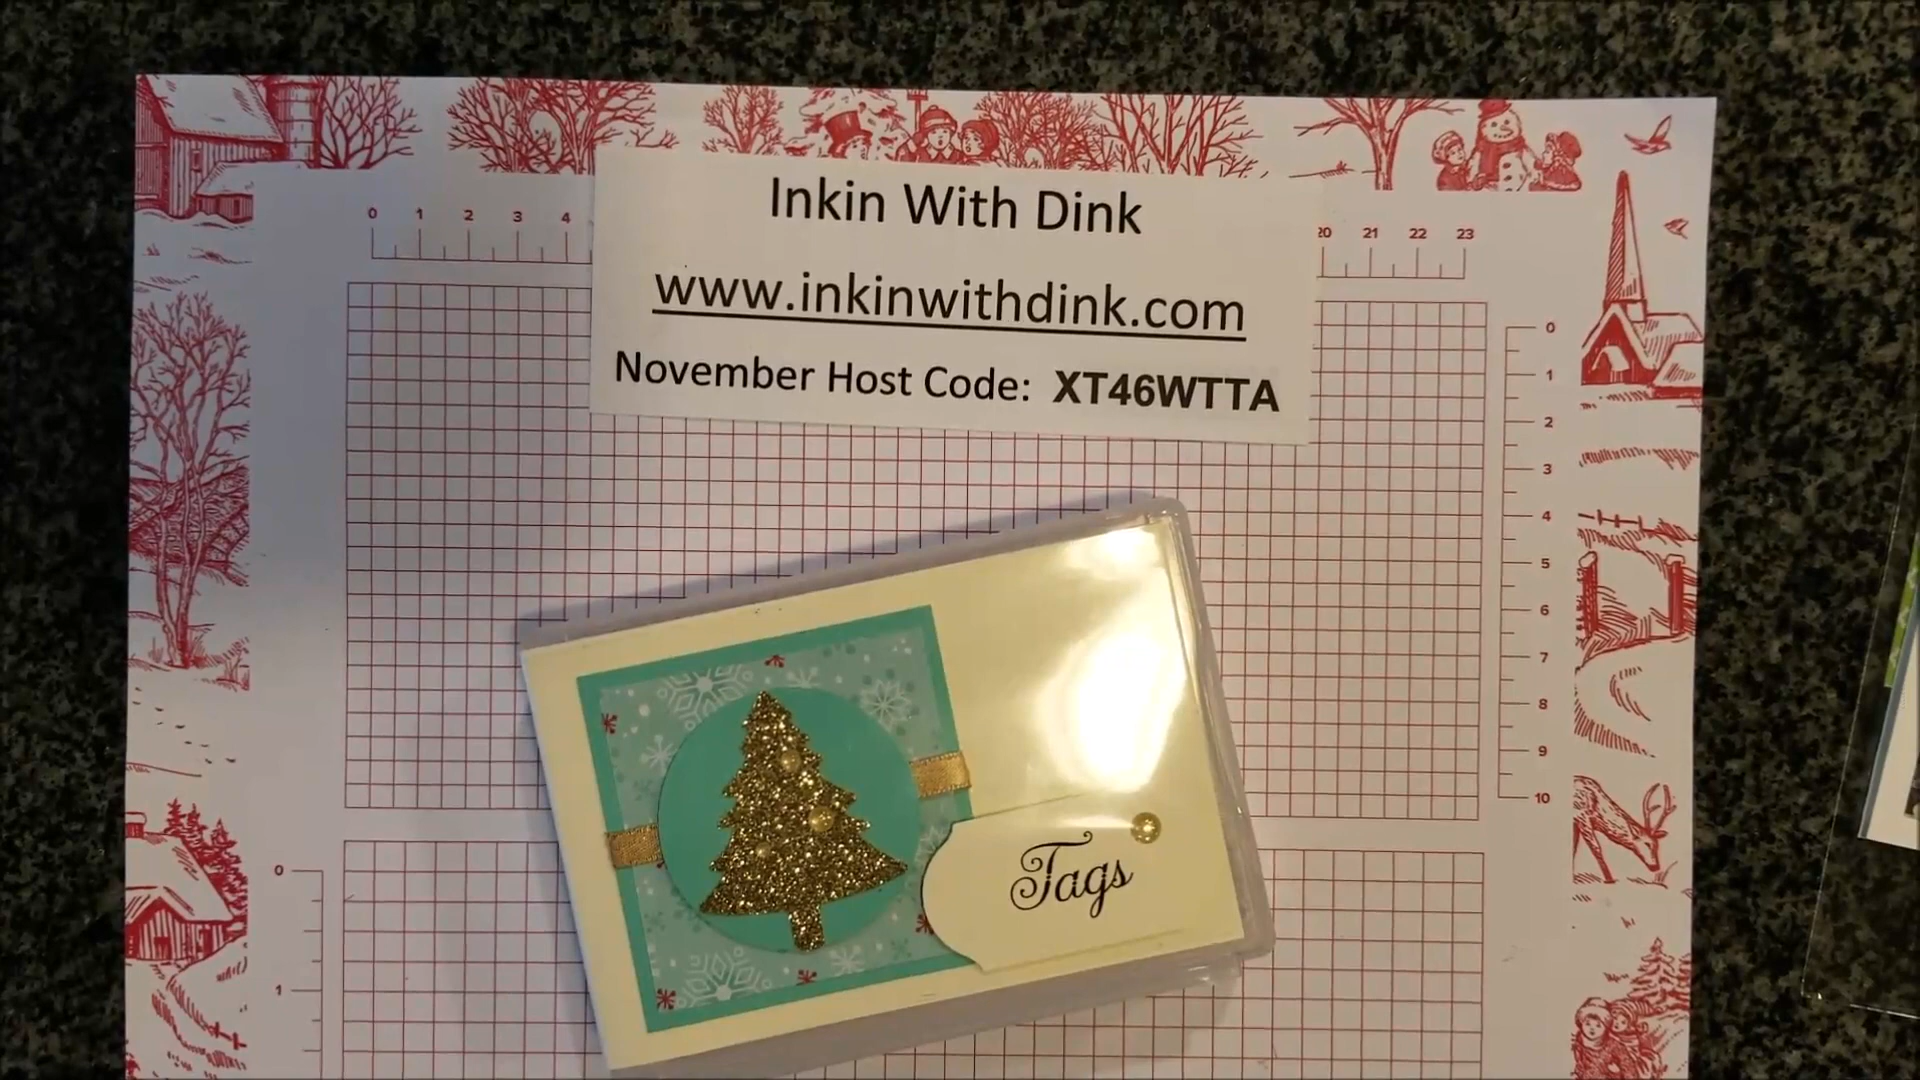 Inkin With Dink
www.inkinwithdink.com
November Host Code: XT46WTTA
0 1 2 3 4
20 21 22 23
0
1
2
3
4
5
6
7
8
9
10
0
1
Tags